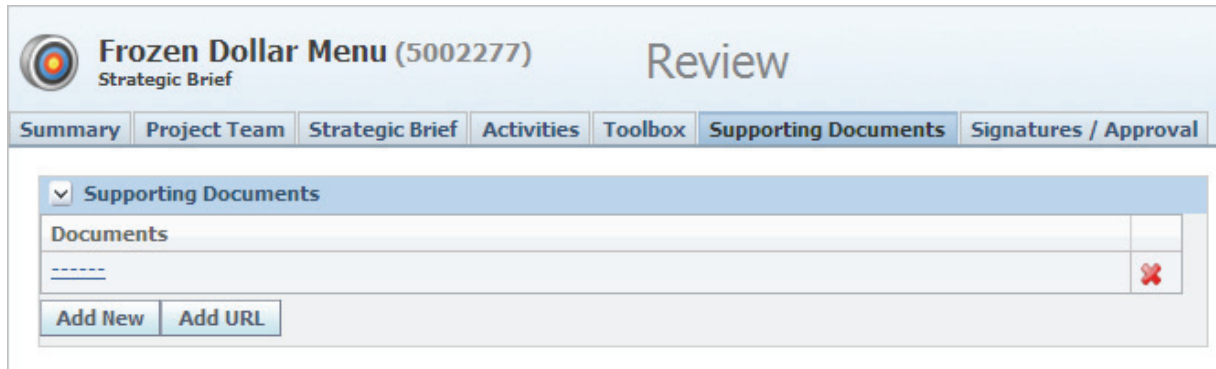 Frozen Dollar Menu (5002277)
Review
Strategic Brief
Summary Project Team Strategic Brief Activities Toolbox Supporting Documents Signatures / Approval
Supporting Documents
Documents
------
Add New Add URL